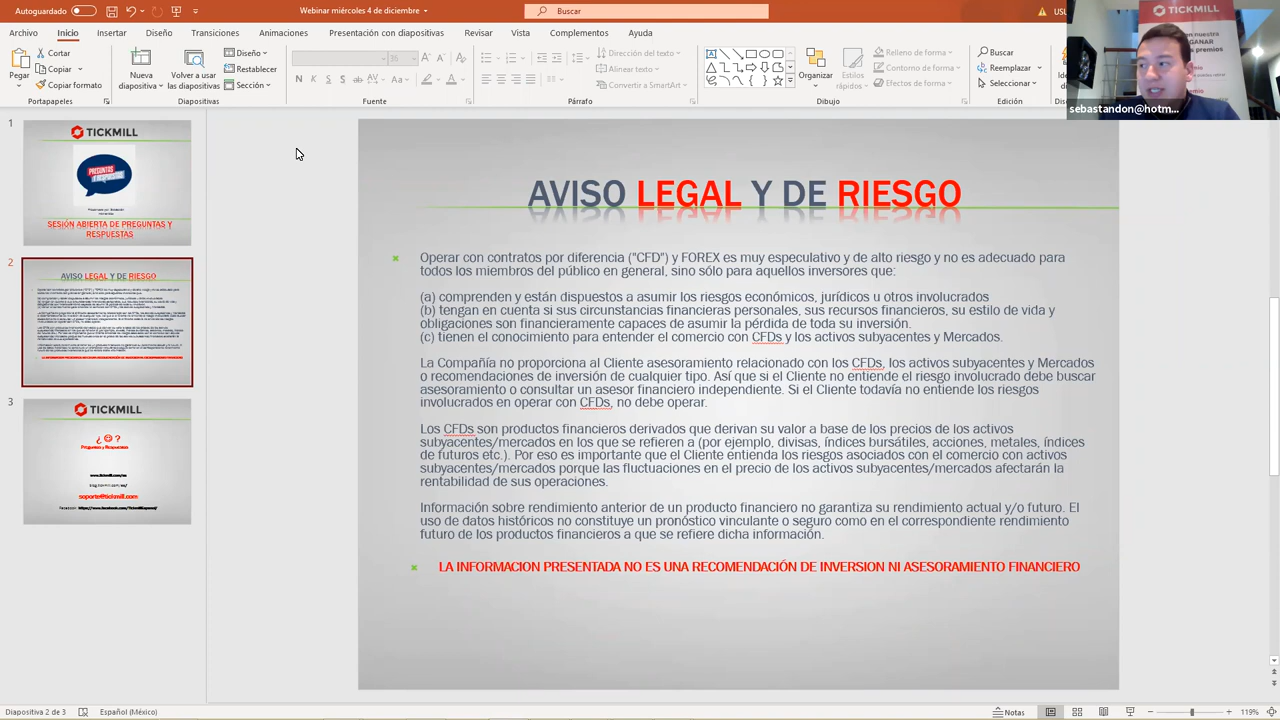 Autoguardado
Webinar miércoles 4 de diciembre
Buscar
Archivo Inicio Insertar Diseño Transiciones Animaciones Presentación con diapositivas Revisar Vista Complementos Ayuda
Pegar
Cortar
Copiar
Copiar formato
Portapapeles
Nueva diapositiva
Volver a usar las diapositivas
Diseño
Restablecer
Sección
Diapositivas
36
N K S S ab AV Aa A
Fuente
Dirección del texto
Alinear texto
Convertir a SmartArt
Párrafo
Organizar
Estilos rápidos
Relleno de forma
Contorno de forma
Efectos de forma
Dibujo
Buscar
Reemplazar
Seleccionar
Edición
TICKMILL
sebastandon@hotm...
1
TICKMILL
PREGUNTAS
SESIÓN ABIERTA DE PREGUNTAS Y
RESPUESTAS
2
AVISO LEGAL Y DE RIESGO
3
TICKMILL
Preguntas y Respuestas
soporte@tickmill.com
AVISO LEGAL Y DE RIESGO
Operar con contratos por diferencia ("CFD") y FOREX es muy especulativo y de alto riesgo y no es adecuado para
todos los miembros del público en general, sino sólo para aquellos inversores que:
(a) comprenden y están dispuestos a asumir los riesgos económicos, jurídicos u otros involucrados
(b) tengan en cuenta si sus circunstancias financieras personales, sus recursos financieros, su estilo de vida y
obligaciones son financieramente capaces de asumir la pérdida de toda su inversión.
(c) tienen el conocimiento para entender el comercio con CFDs y los activos subyacentes y Mercados.
La Compañía no proporciona al Cliente asesoramiento relacionado con los CFDs, los activos subyacentes y Mercados
o recomendaciones de inversión de cualquier tipo. Así que si el Cliente no entiende el riesgo involucrado debe buscar
asesoramiento o consultar un asesor financiero independiente. Si el Cliente todavía no entiende los riesgos
involucrados en operar con CFDs, no debe operar.
Los CFDs son productos financieros derivados que derivan su valor a base de los precios de los activos
subyacentes/mercados en los que se refieren a (por ejemplo, datos, índices bursátiles, acciones, metales, índices
de futuros etc.). Por eso es importante que el Cliente entienda los riesgos asociados con el comercio con activos
subyacentes/mercados porque las fluctuaciones en el precio de los activos subyacentes/mercados afectarán la
rentabilidad de sus operaciones.
Información sobre rendimiento anterior de un producto financiero no garantiza su rendimiento actual y/o futuro. El
uso de datos históricos no constituye un pronóstico vinculante o seguro como en el correspondiente rendimiento
futuro de los productos financieros a que se refiere dicha información.
LA INFORMACION PRESENTADA NO ES UNA RECOMENDACIÓN DE INVERSION NI ASESORAMIENTO FINANCIERO
Diapositiva 2 de 3 Español (México)
Notas
119%